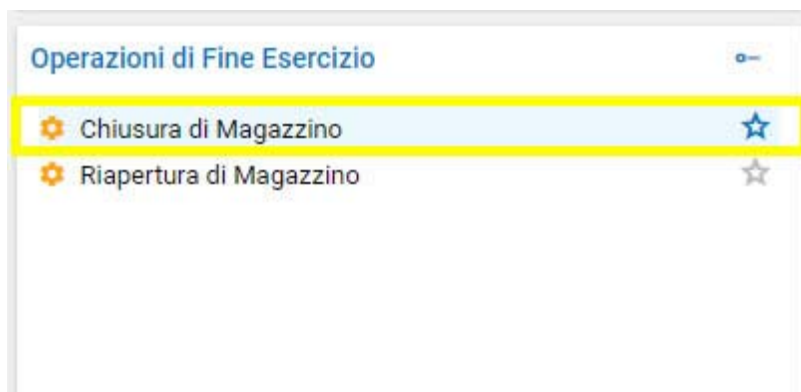 Operazioni di Fine Esercizio
Chiusura di Magazzino
Riapertura di Magazzino